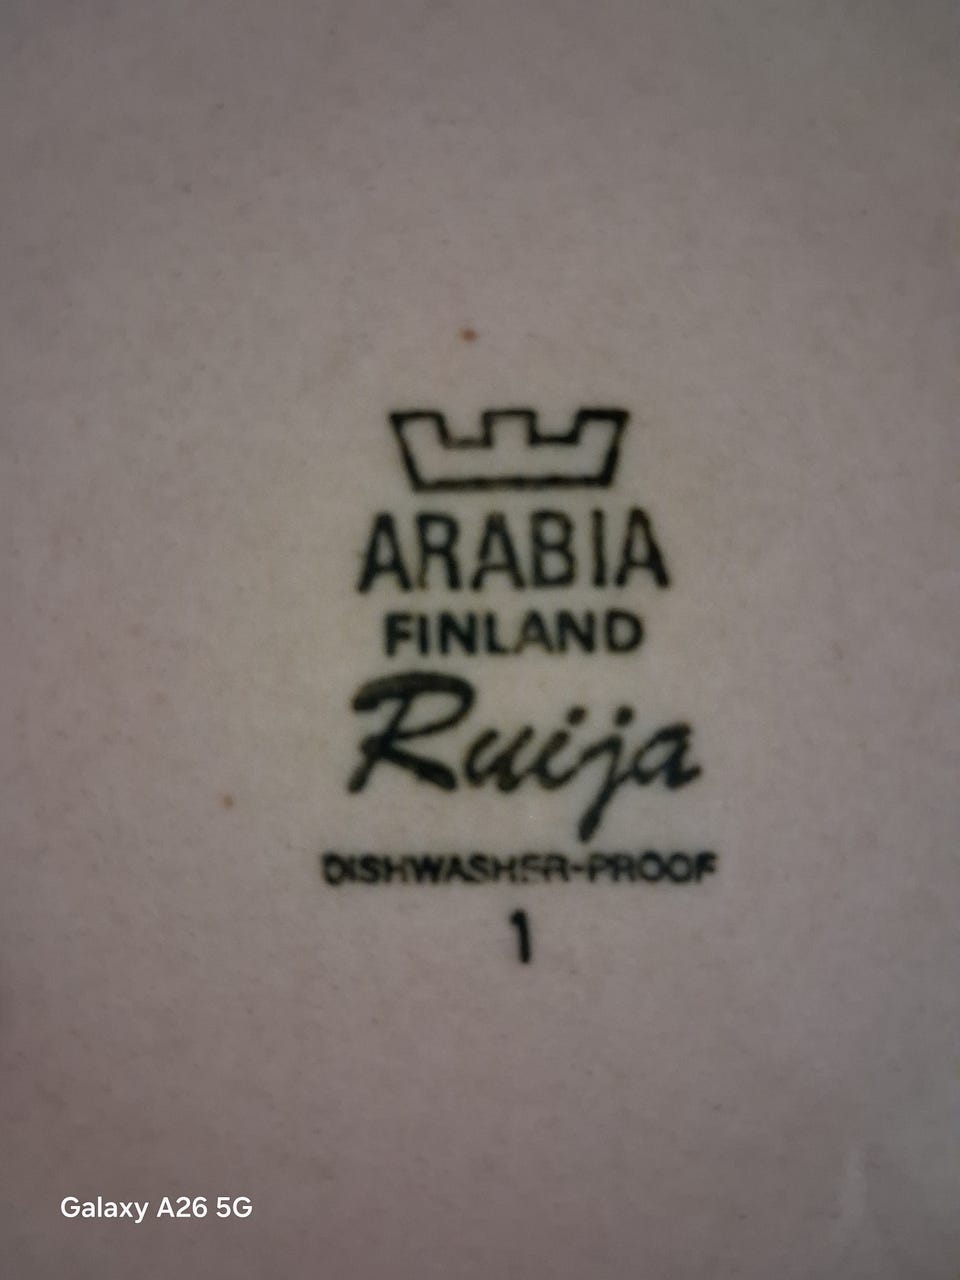 ARABIA
FINLAND
Ruija
DISHWASHER-PROOF
1
Galaxy A26 5G